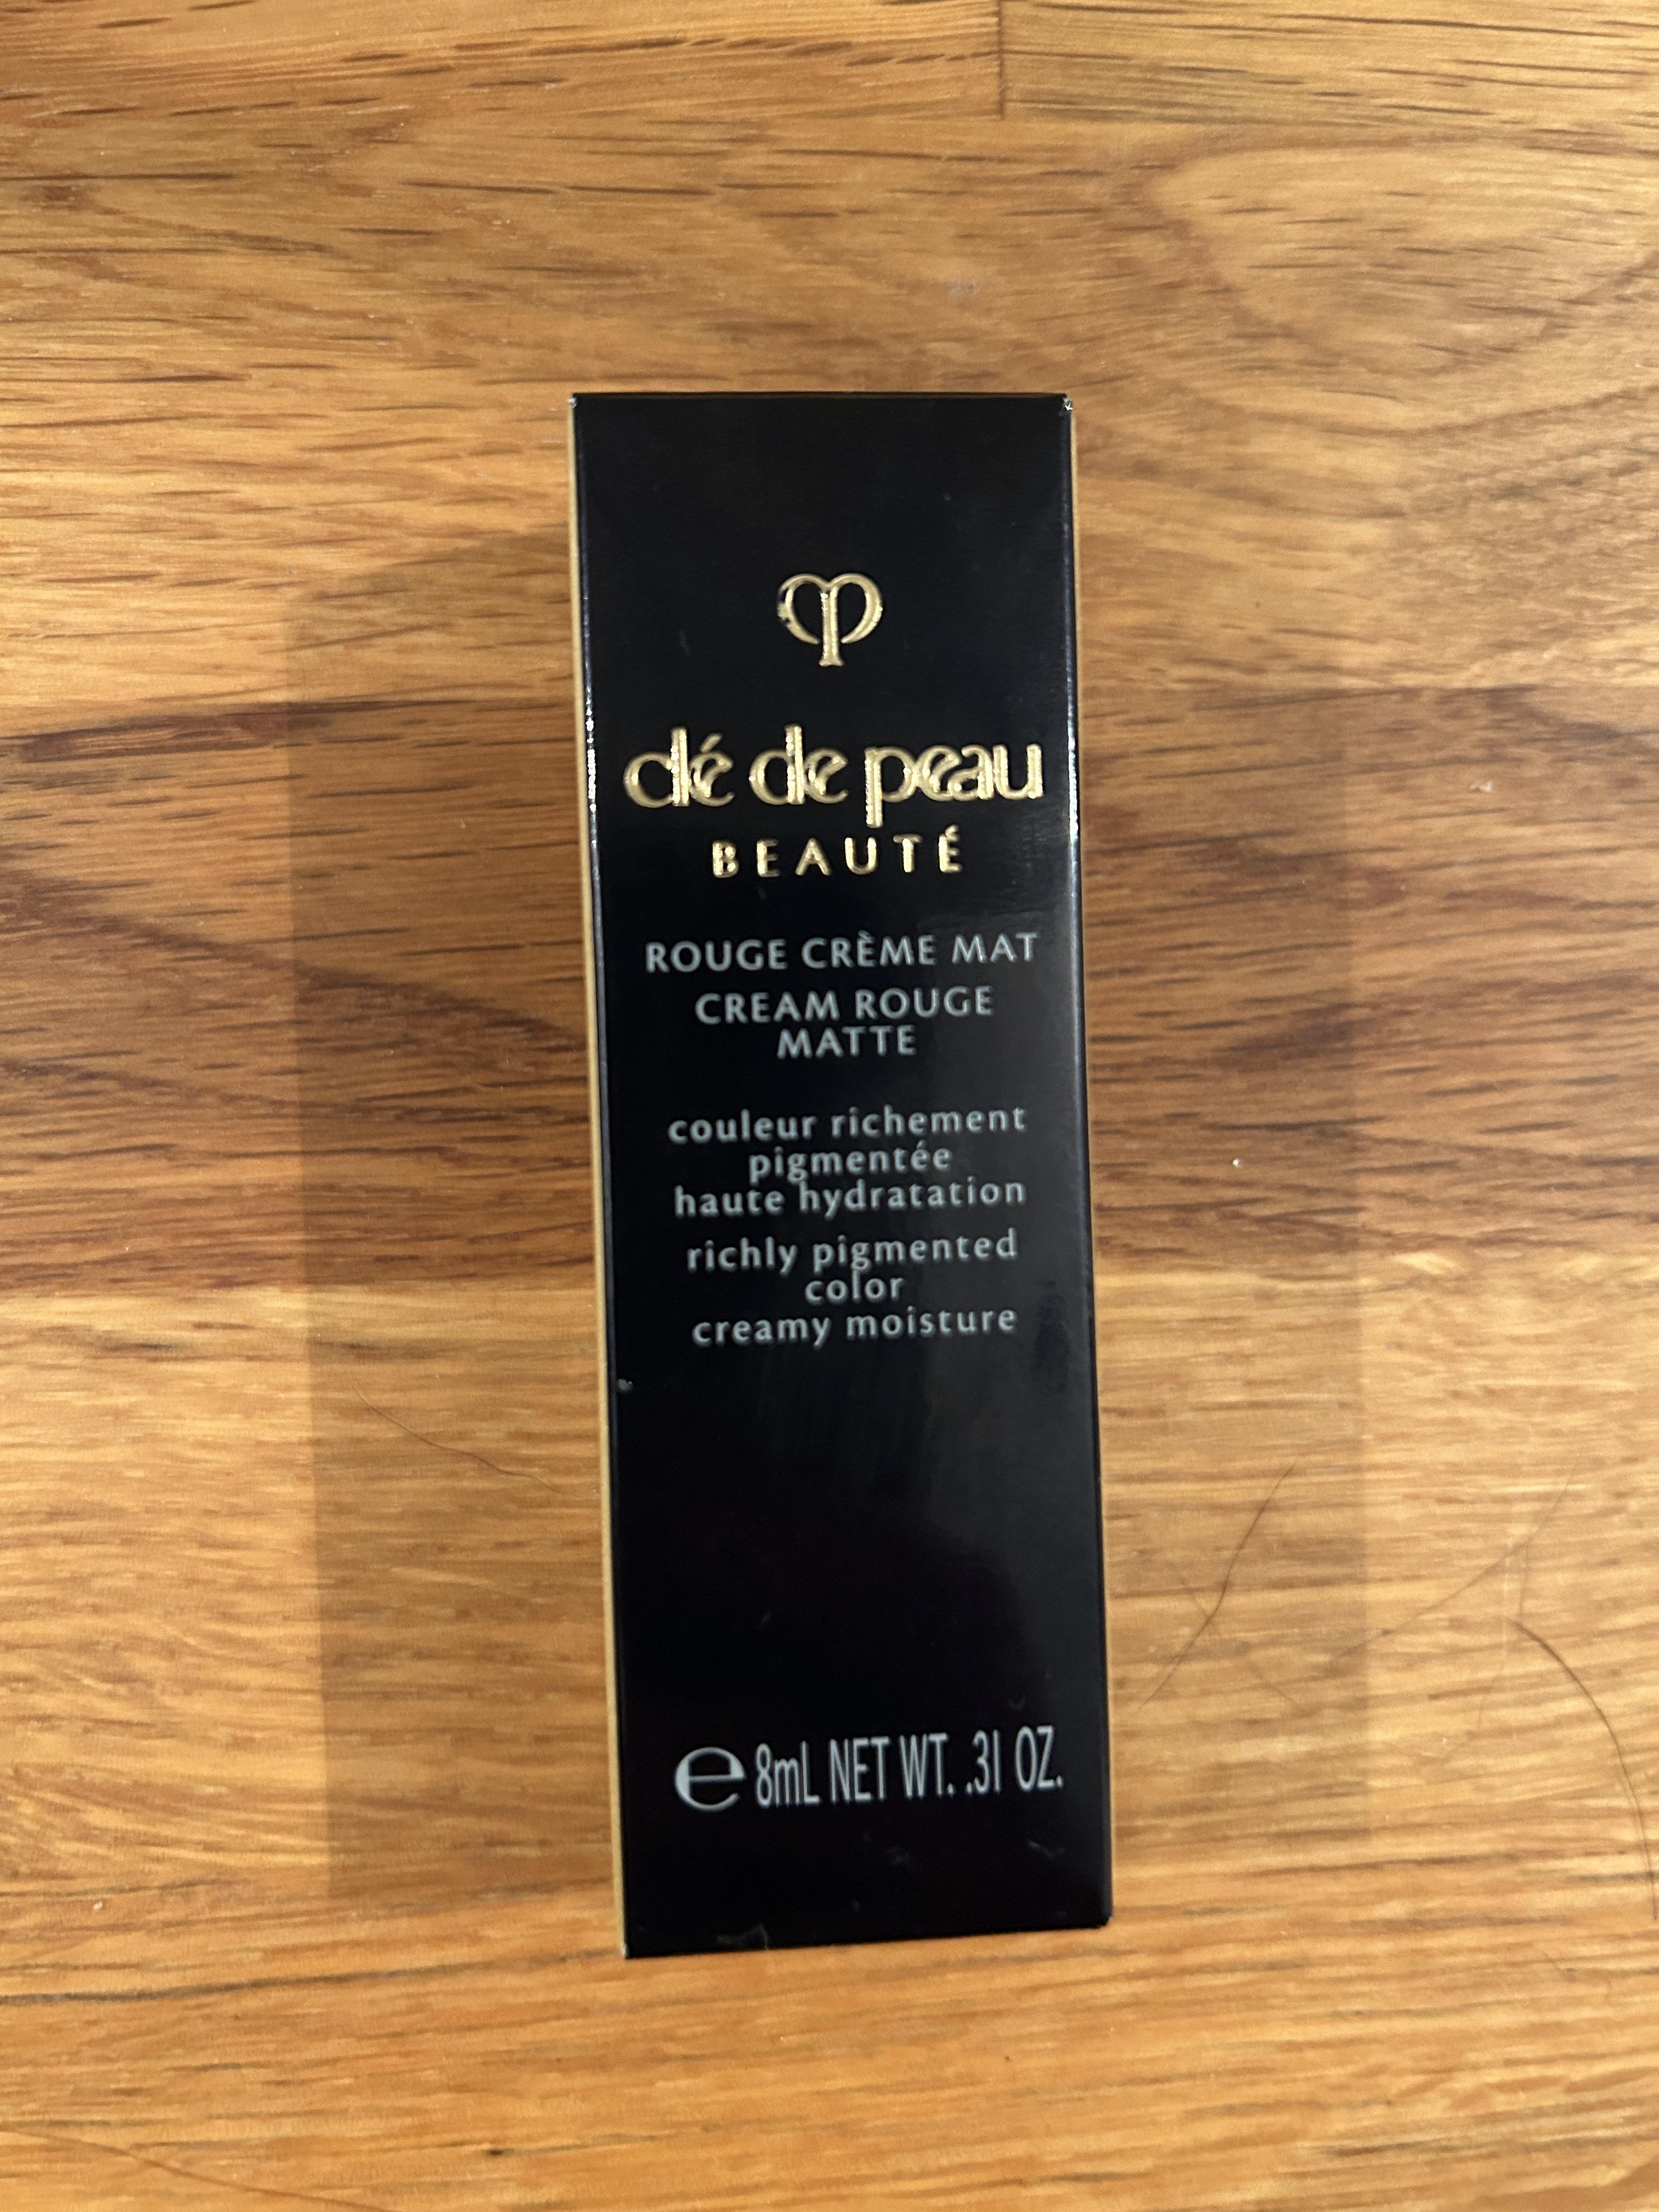 clé de peau
BEAUTÉ
ROUGE CRÈME MAT
CREAM ROUGE
MATTE
couleur richement
pigmentée
haute hydratation
richly pigmented
color
creamy moisture
℮ 8mL NET WT. .31 OZ.